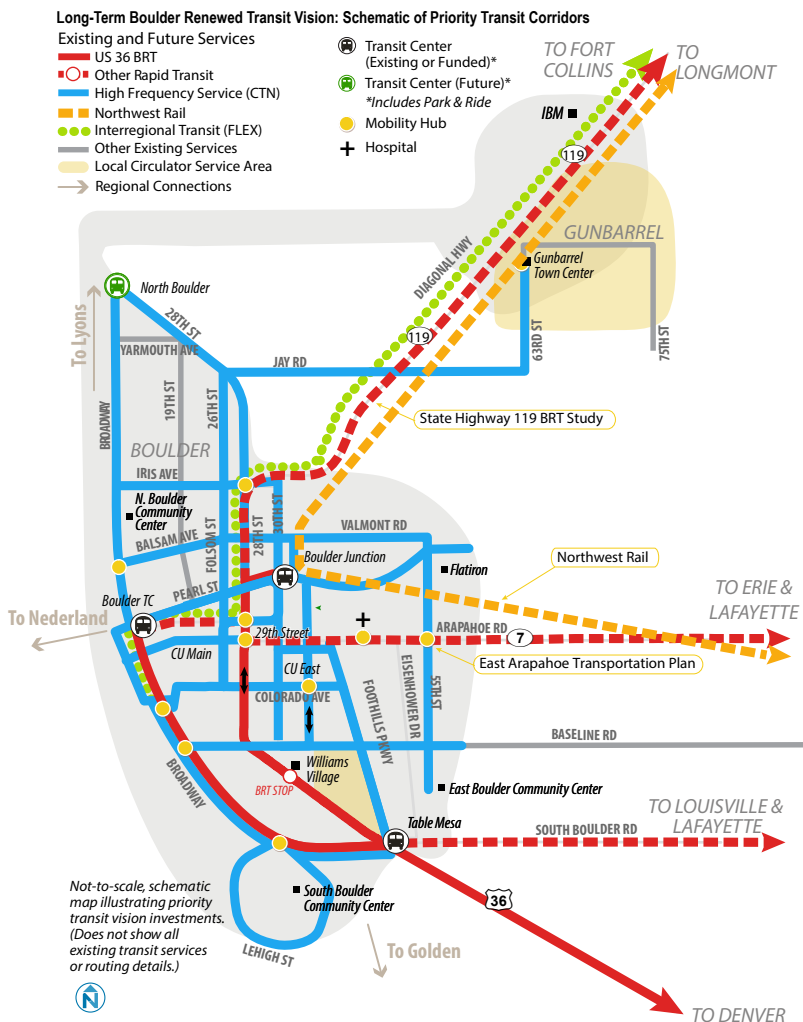 Long-Term Boulder Renewed Transit Vision: Schematic of Priority Transit Corridors
Existing and Future Services
US 36 BRT
Other Rapid Transit
High Frequency Service (CTN)
Northwest Rail
Interregional Transit (FLEX)
Other Existing Services
Local Circulator Service Area
Regional Connections
Transit Center
(Existing or Funded)*
Transit Center (Future)*
*Includes Park & Ride
Mobility Hub
Hospital
TO FORT
COLLINS
TO
LONGMONT
IBM
119
GUNBARREL
Gunbarrel
Town Center
DIAGONAL HWY
North Boulder
28TH ST
To Lyons
YARMOUTH AVE
119
63RD ST
75TH ST
JAY RD
19TH ST
26TH ST
BROADWAY
State Highway 119 BRT Study
BOULDER
IRIS AVE
N. Boulder
Community
Center
FOLSOM ST
28TH ST
30TH ST
VALMONT RD
BALSAM AVE
Boulder Junction
Northwest Rail
Flatiron
PEARL ST
TO ERIE &
LAFAYETTE
Boulder TC
To Nederland
29th Street
ARAPAHOE RD
7
CU Main
CU East
East Arapahoe Transportation Plan
COLORADO AVE
FOOTHILLS PKWY
EISENHOWER DR
55TH ST
BASELINE RD
BROADWAY
Williams
Village
BRT STOP
East Boulder Community Center
TO LOUISVILLE &
LAFAYETTE
Table Mesa
SOUTH BOULDER RD
Not-to-scale, schematic
map illustrating priority
transit vision investments.
(Does not show all
existing transit services
or routing details.)
South Boulder
Community Center
36
LEHIGH ST
To Golden
N
TO DENVER